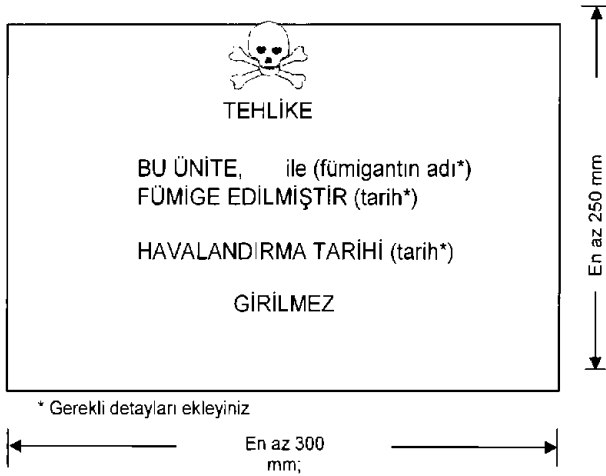 TEHLİKE
BU ÜNİTE, ile (fümigantın adı*)
FÜMİGE EDİLMİŞTİR (tarih*)
HAVALANDIRMA TARİHİ (tarih*)
GİRİLMEZ
En az 250 mm
* Gerekli detayları ekleyiniz
En az 300
mm;